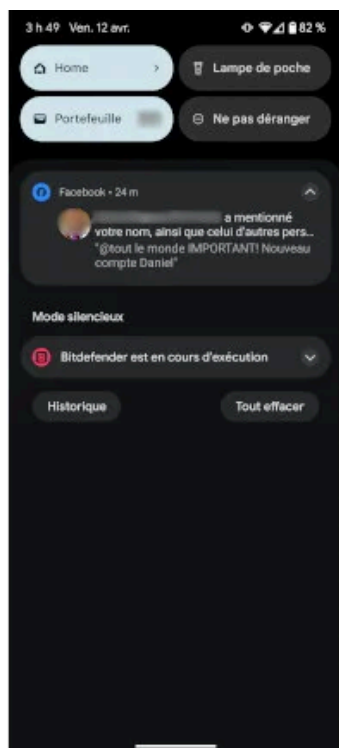 3 h 49 Ven. 12 avr.
82 %
Home
Lampe de poche
Portefeuille
Ne pas déranger
Facebook • 24 m
a mentionné
votre nom, ainsi que celui d'autres pers...
"@tout le monde IMPORTANT! Nouveau
compte Daniel"
Mode silencieux
Bitdefender est en cours d'exécution
Historique
Tout effacer